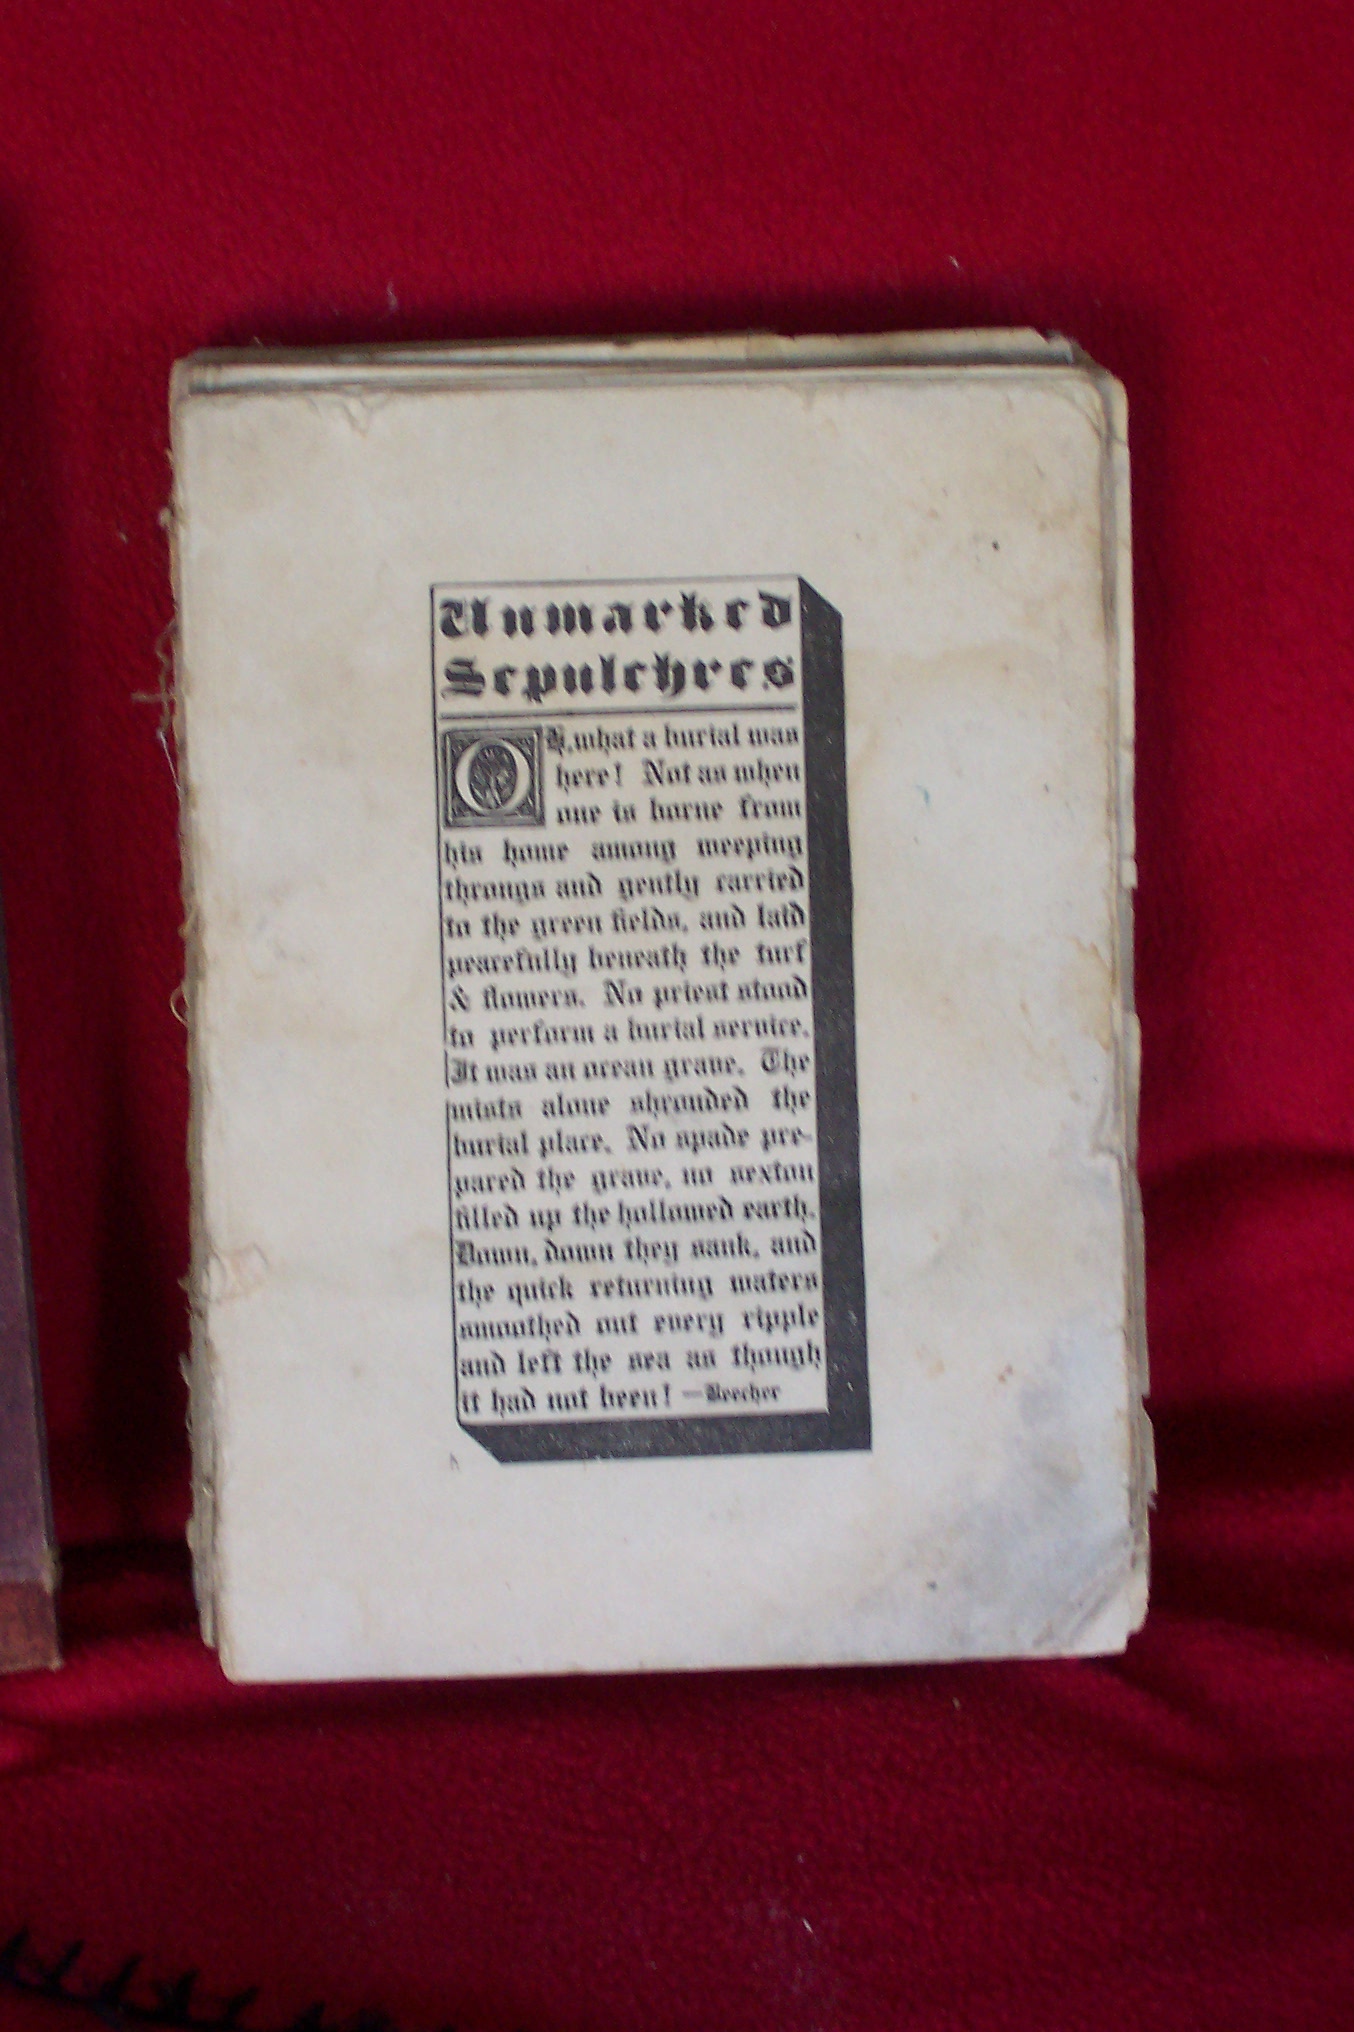 Unmarked
Sepulchres
OH, what a burial was
here! Not as when
one is borne from
his home among weeping
throngs and gently carried
to the green fields, and laid
peacefully beneath the turf
& flowers. No priest stood
to perform a burial service.
It was an ocean grave. The
mists alone shrouded the
burial place. No spade pre-
pared the grave, no sexton
filled up the hollowed earth.
Down, down they sank, and
the quick returning waters
smoothed out every ripple
and left the sea as though
it had not been! —Beecher